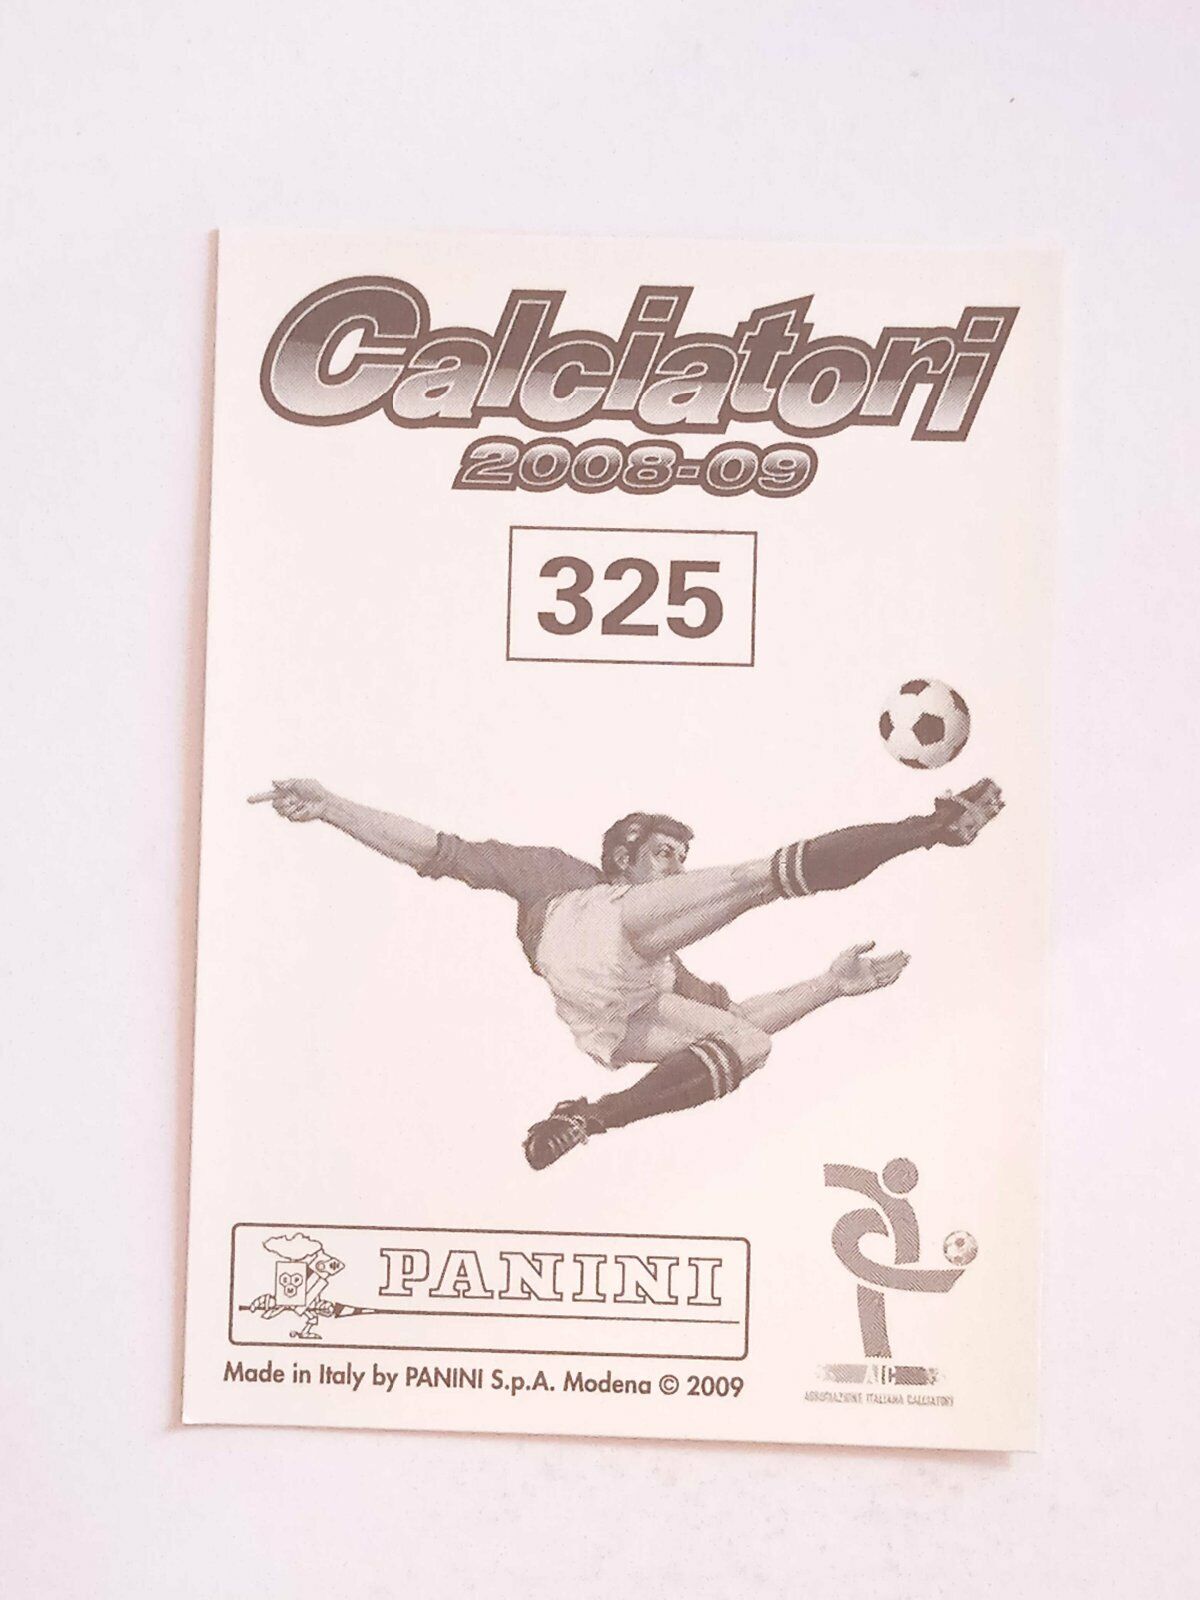 Calciatori
2008-09
325
PANINI
Made in Italy by PANINI S.p.A. Modena © 2009
AIC
ASSOCIAZIONE ITALIANA CALCIATORI